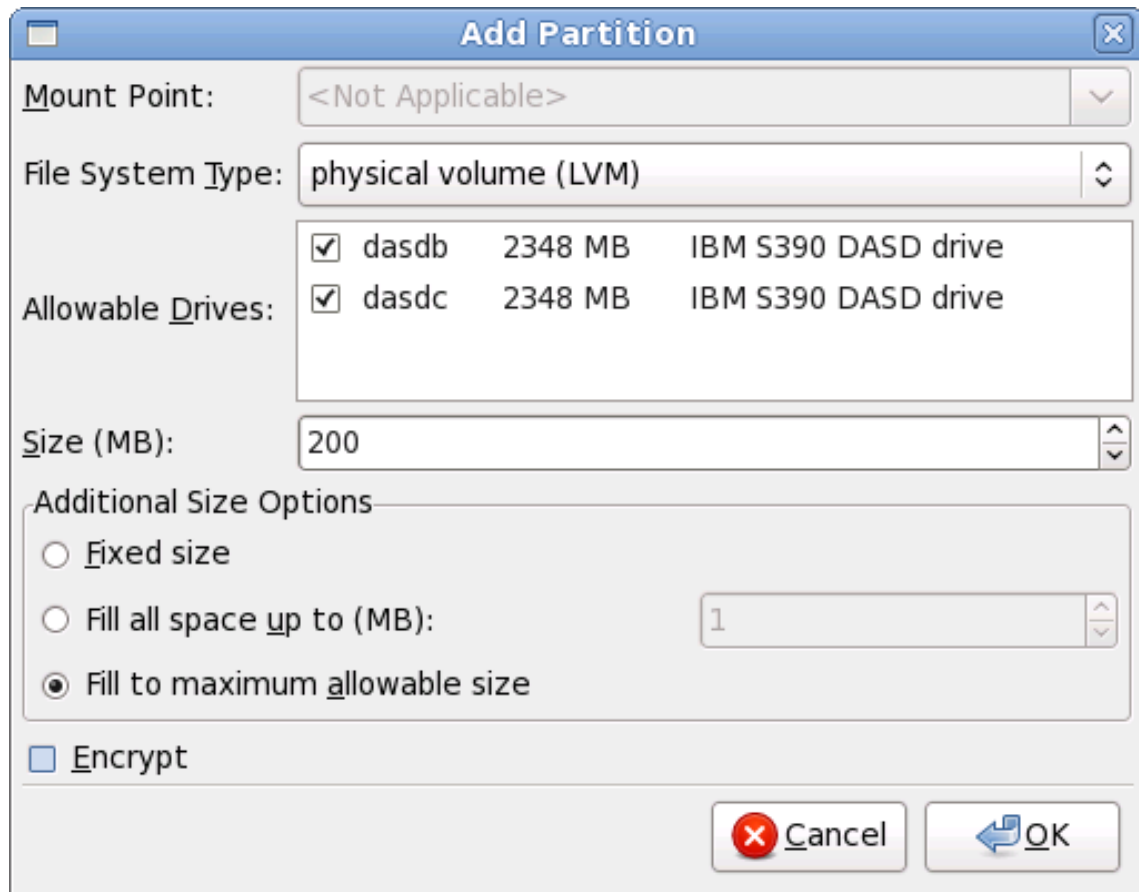 Add Partition
Mount Point: <Not Applicable>
File System Type: physical volume (LVM)
Allowable Drives:
dasdb 2348 MB IBM S390 DASD drive
dasdc 2348 MB IBM S390 DASD drive
Size (MB): 200
Additional Size Options
Fixed size
Fill all space up to (MB): 1
Fill to maximum allowable size
Encrypt
Cancel OK